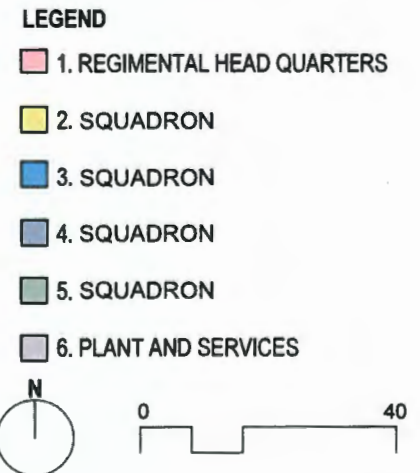 LEGEND
1. REGIMENTAL HEAD QUARTERS
2. SQUADRON
3. SQUADRON
4. SQUADRON
5. SQUADRON
6. PLANT AND SERVICES
N
0 40